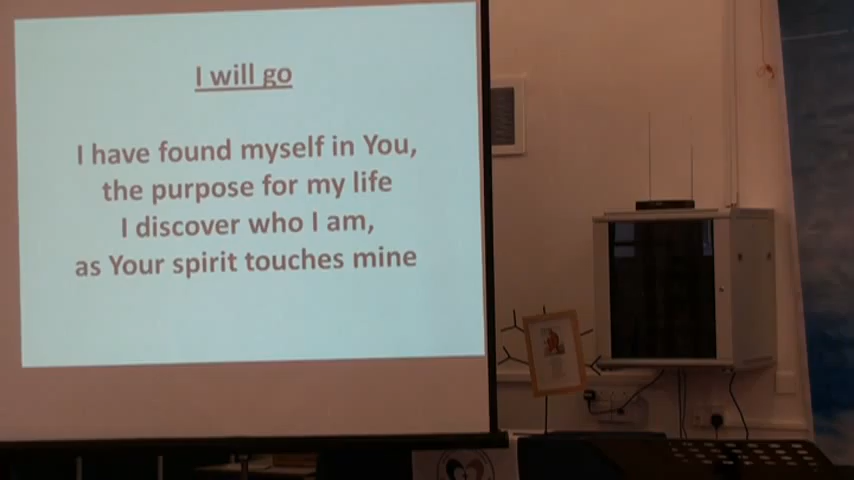 I will go
I have found myself in You,
the purpose for my life
I discover who I am,
as Your spirit touches mine